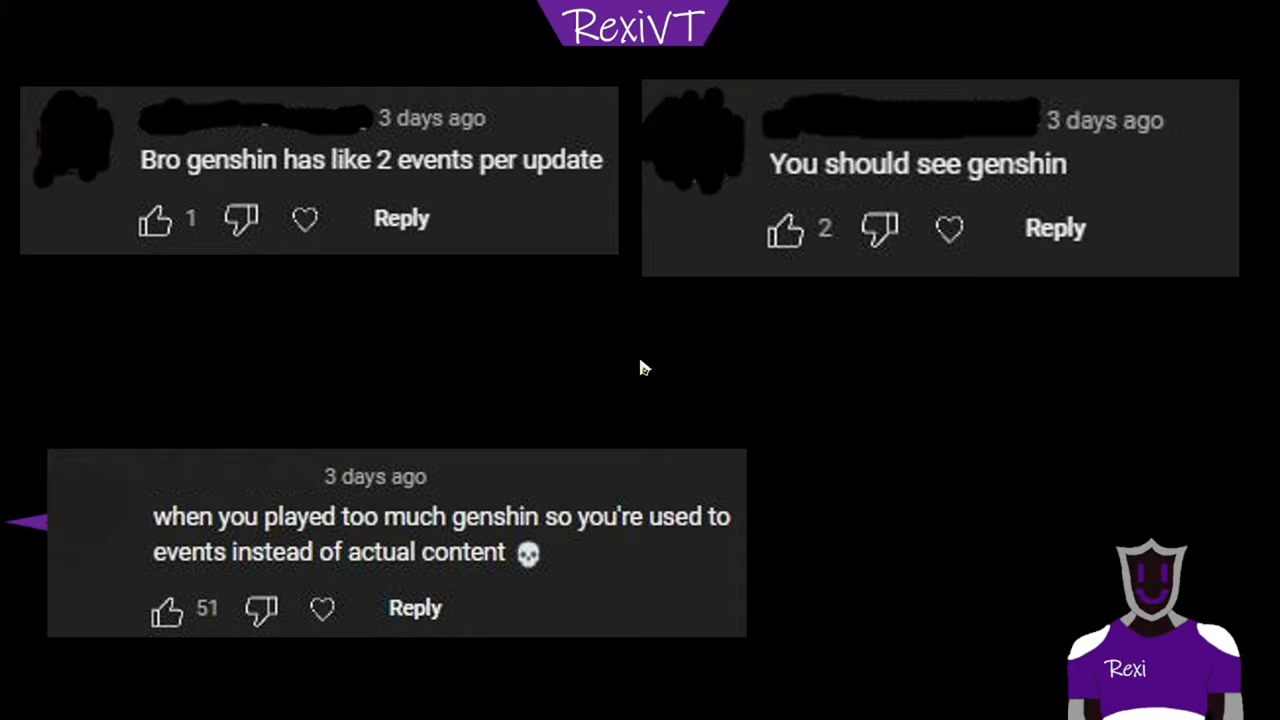 RexiVT
3 days ago
Bro genshin has like 2 events per update
1
Reply
3 days ago
You should see genshin
2
Reply
3 days ago
when you played too much genshin so you're used to
events instead of actual content 💀
51
Reply
Rexi